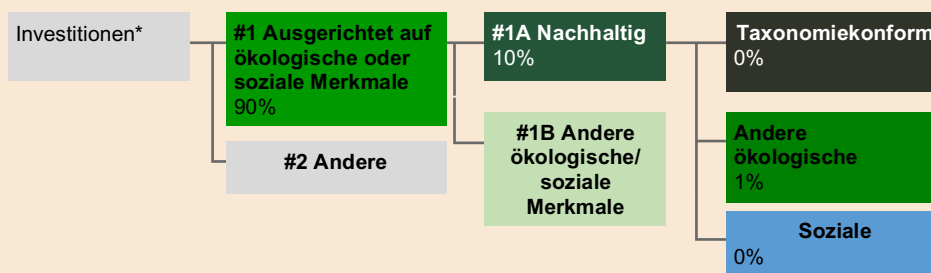 Investitionen*
#1 Ausgerichtet auf
ökologische oder
soziale Merkmale
90%
#2 Andere
#1A Nachhaltig
10%
#1B Andere
ökologische/
soziale
Merkmale
Taxonomiekonform
0%
Andere
ökologische
1%
Soziale
0%